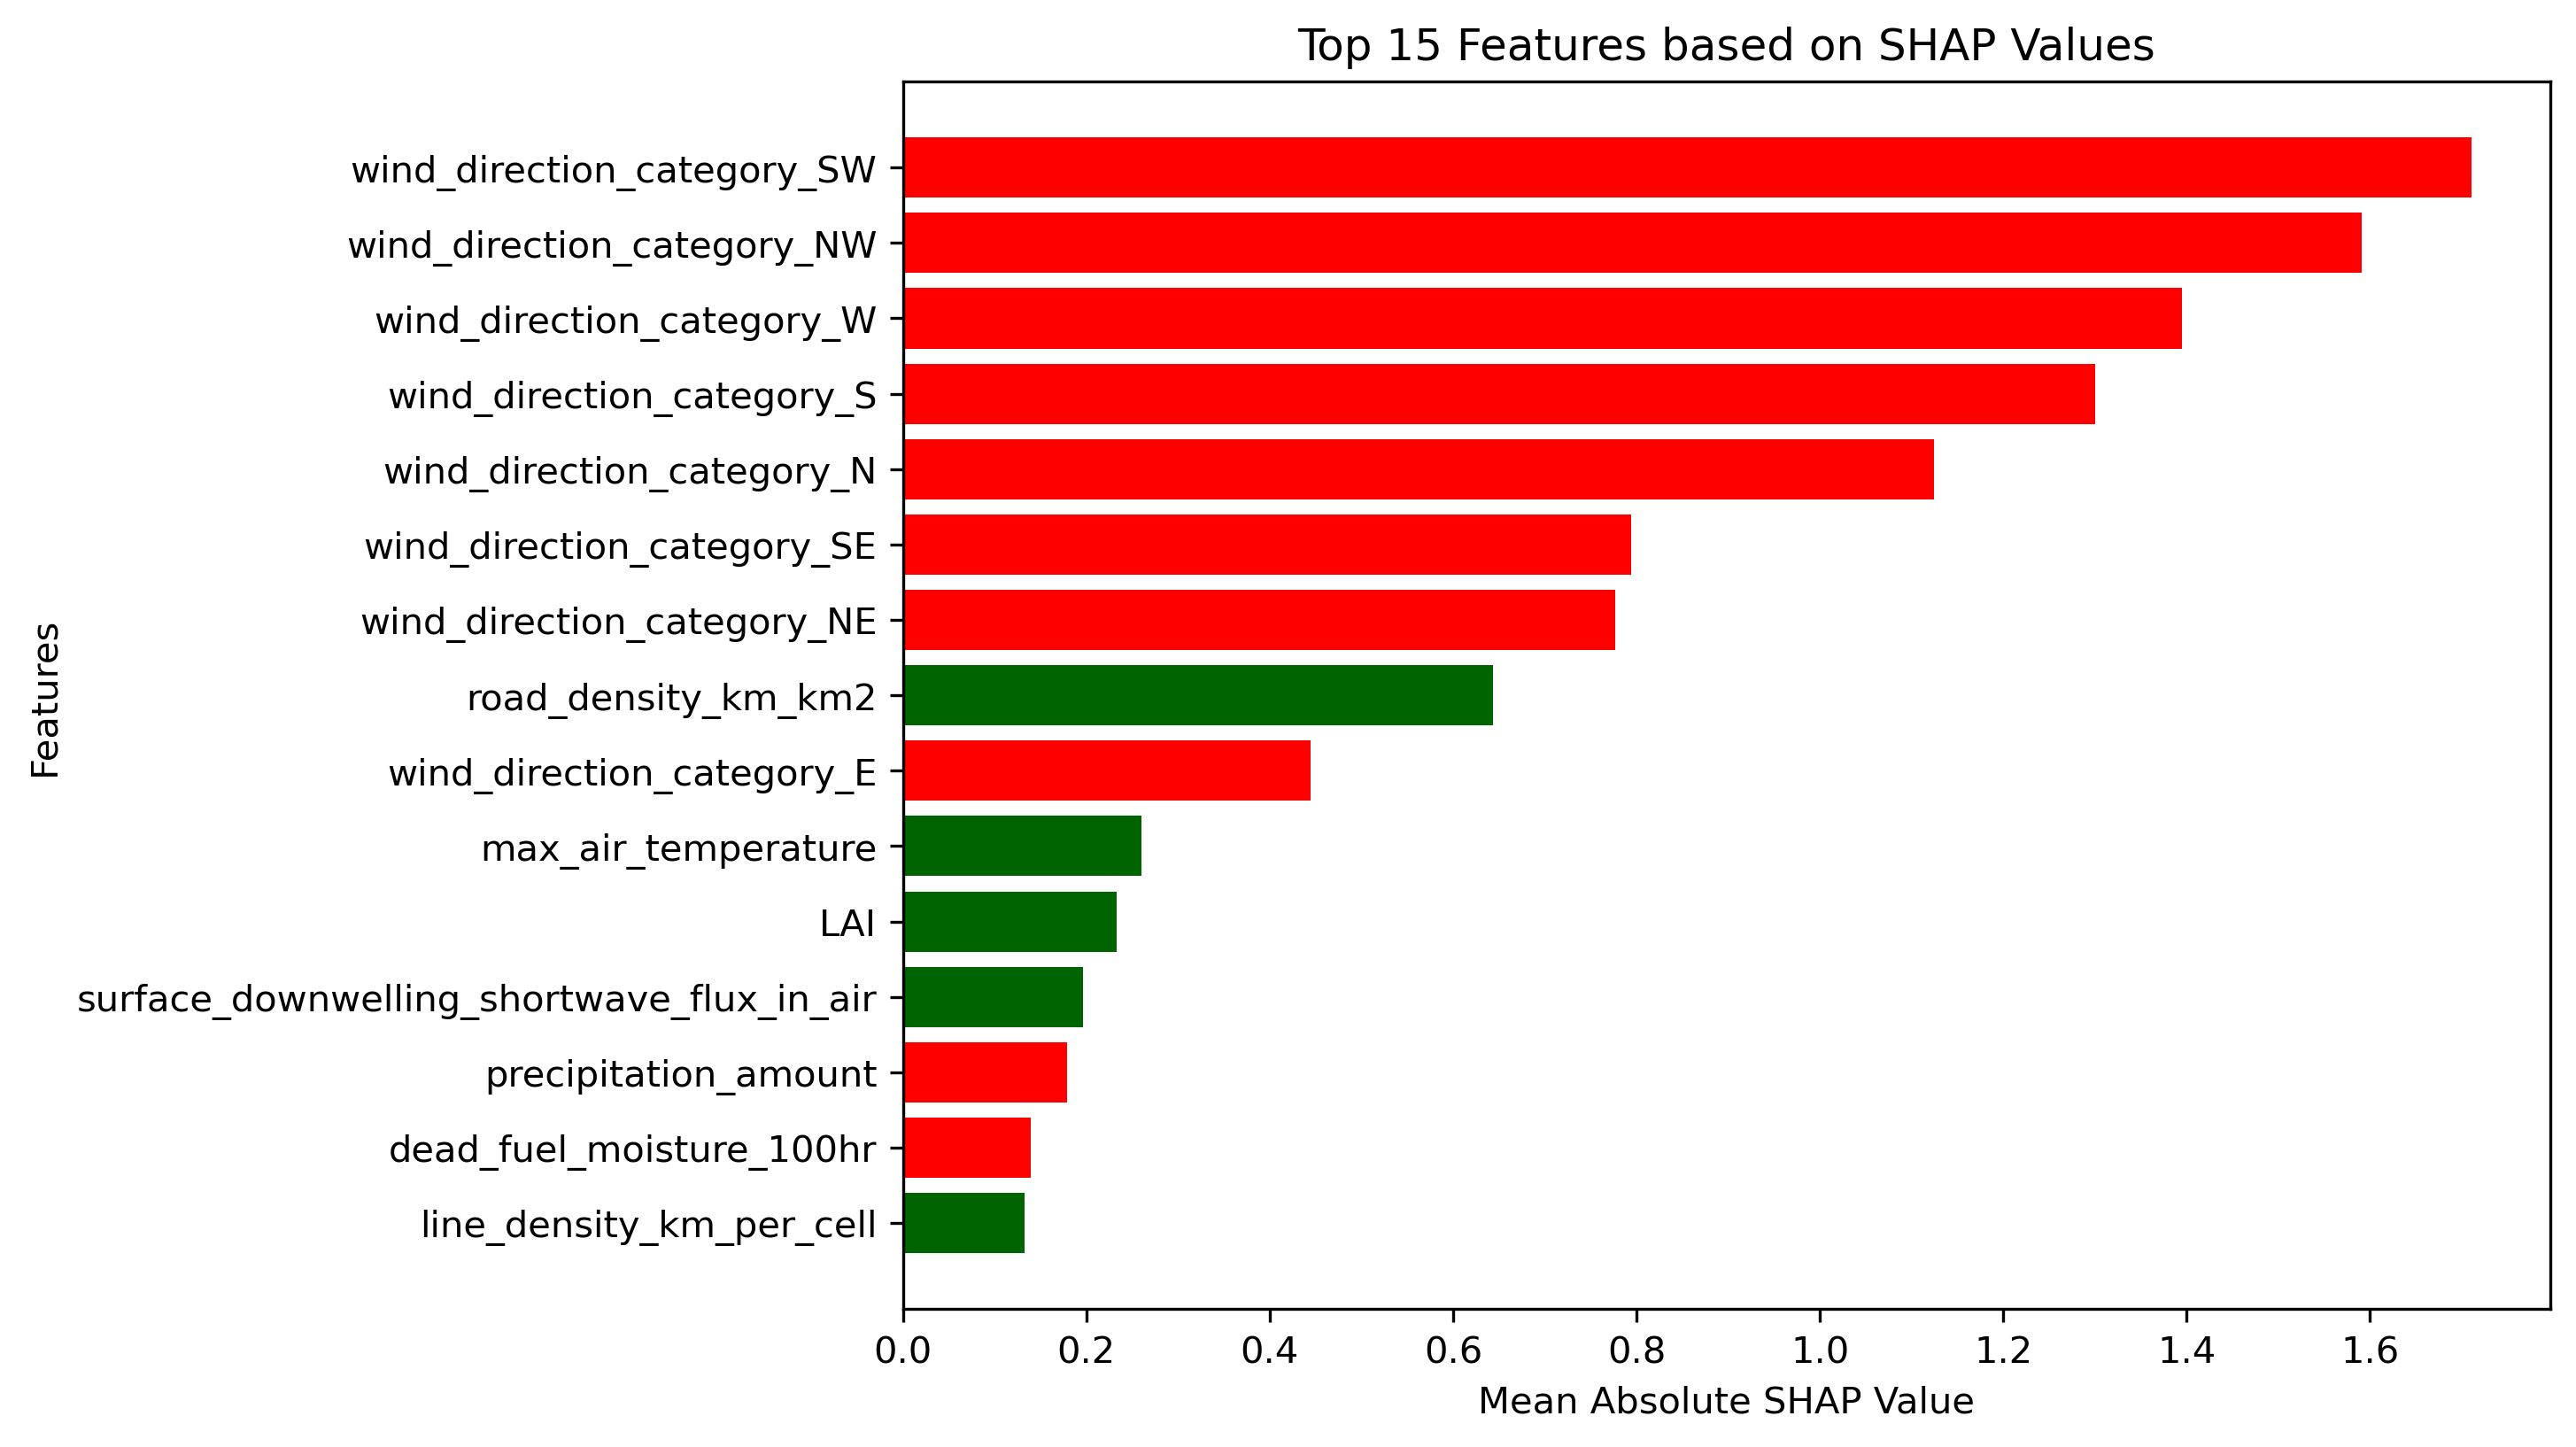 Top 15 Features based on SHAP Values
wind_direction_category_SW
wind_direction_category_NW
wind_direction_category_W
wind_direction_category_S
wind_direction_category_N
wind_direction_category_SE
wind_direction_category_NE
road_density_km_km2
wind_direction_category_E
max_air_temperature
LAI
surface_downwelling_shortwave_flux_in_air
precipitation_amount
dead_fuel_moisture_100hr
line_density_km_per_cell
Features
0.0 0.2 0.4 0.6 0.8 1.0 1.2 1.4 1.6
Mean Absolute SHAP Value